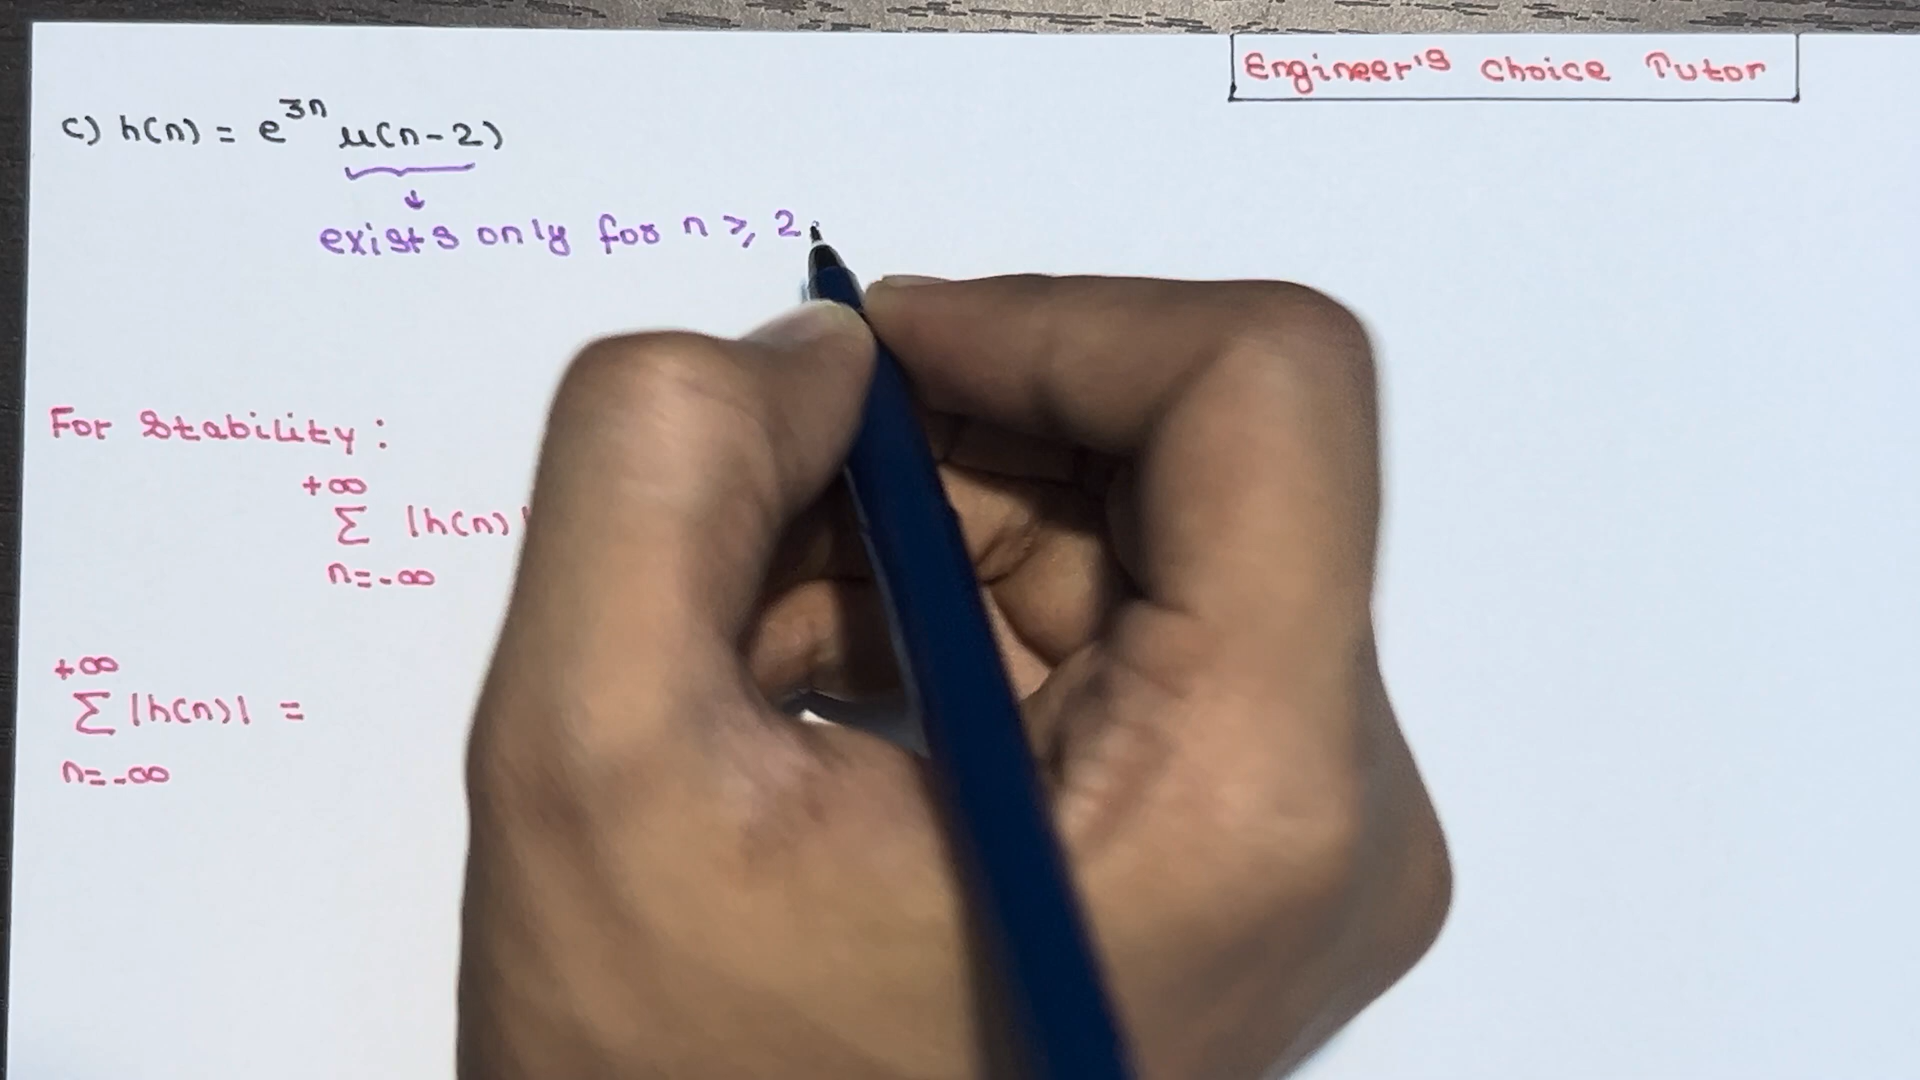 Engineer's Choice Tutor
c) h(n) = e^{3n} u(n-2)
↓
exists only for n ≥ 2
For Stability :
+∞
Σ |h(n)|
n=-∞
+∞
Σ |h(n)| =
n=-∞